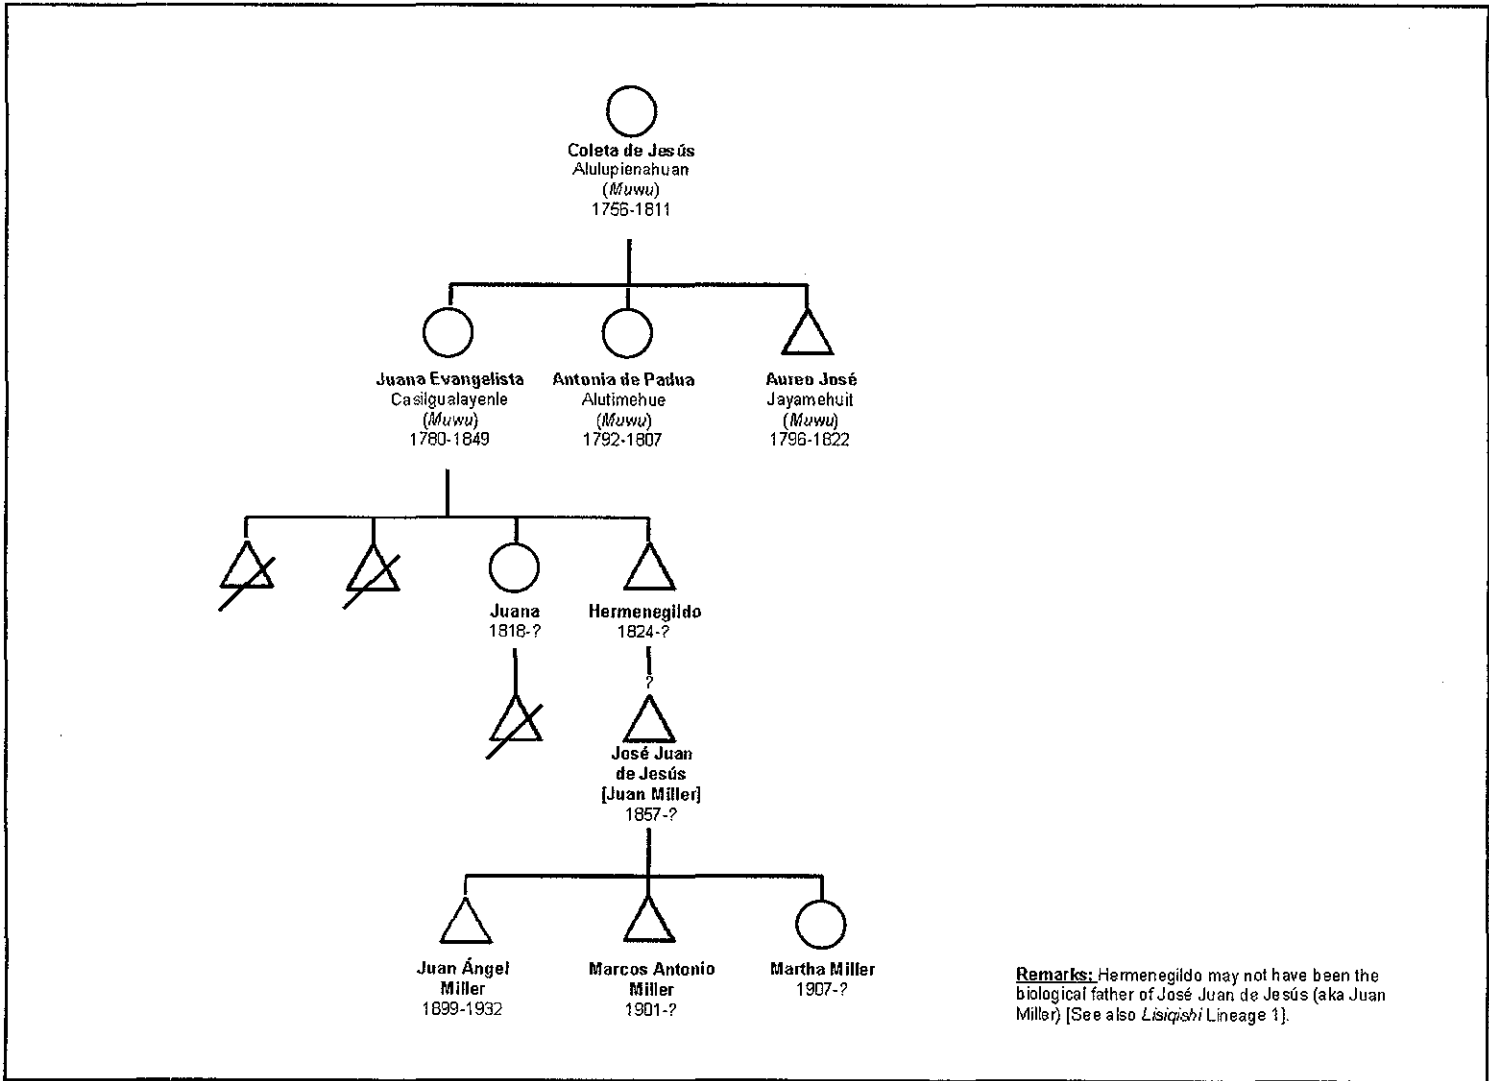 Coleta de Jesús
Alulupienahuan
(Muwu)
1756-1811
Juana Evangelista
Casilgualayenle
(Muwu)
1780-1849
Antonia de Padua
Alutimehue
(Muwu)
1792-1807
Aureo José
Jayamehuit
(Muwu)
1796-1822
Juana
1818-?
Hermenegildo
1824-?
?
José Juan
de Jesús
[Juan Miller]
1857-?
Juan Ángel
Miller
1899-1932
Marcos Antonio
Miller
1901-?
Martha Miller
1907-?
Remarks: Hermenegildo may not have been the
biological father of José Juan de Jesús (aka Juan
Miller) [See also Lisiqishi Lineage 1].